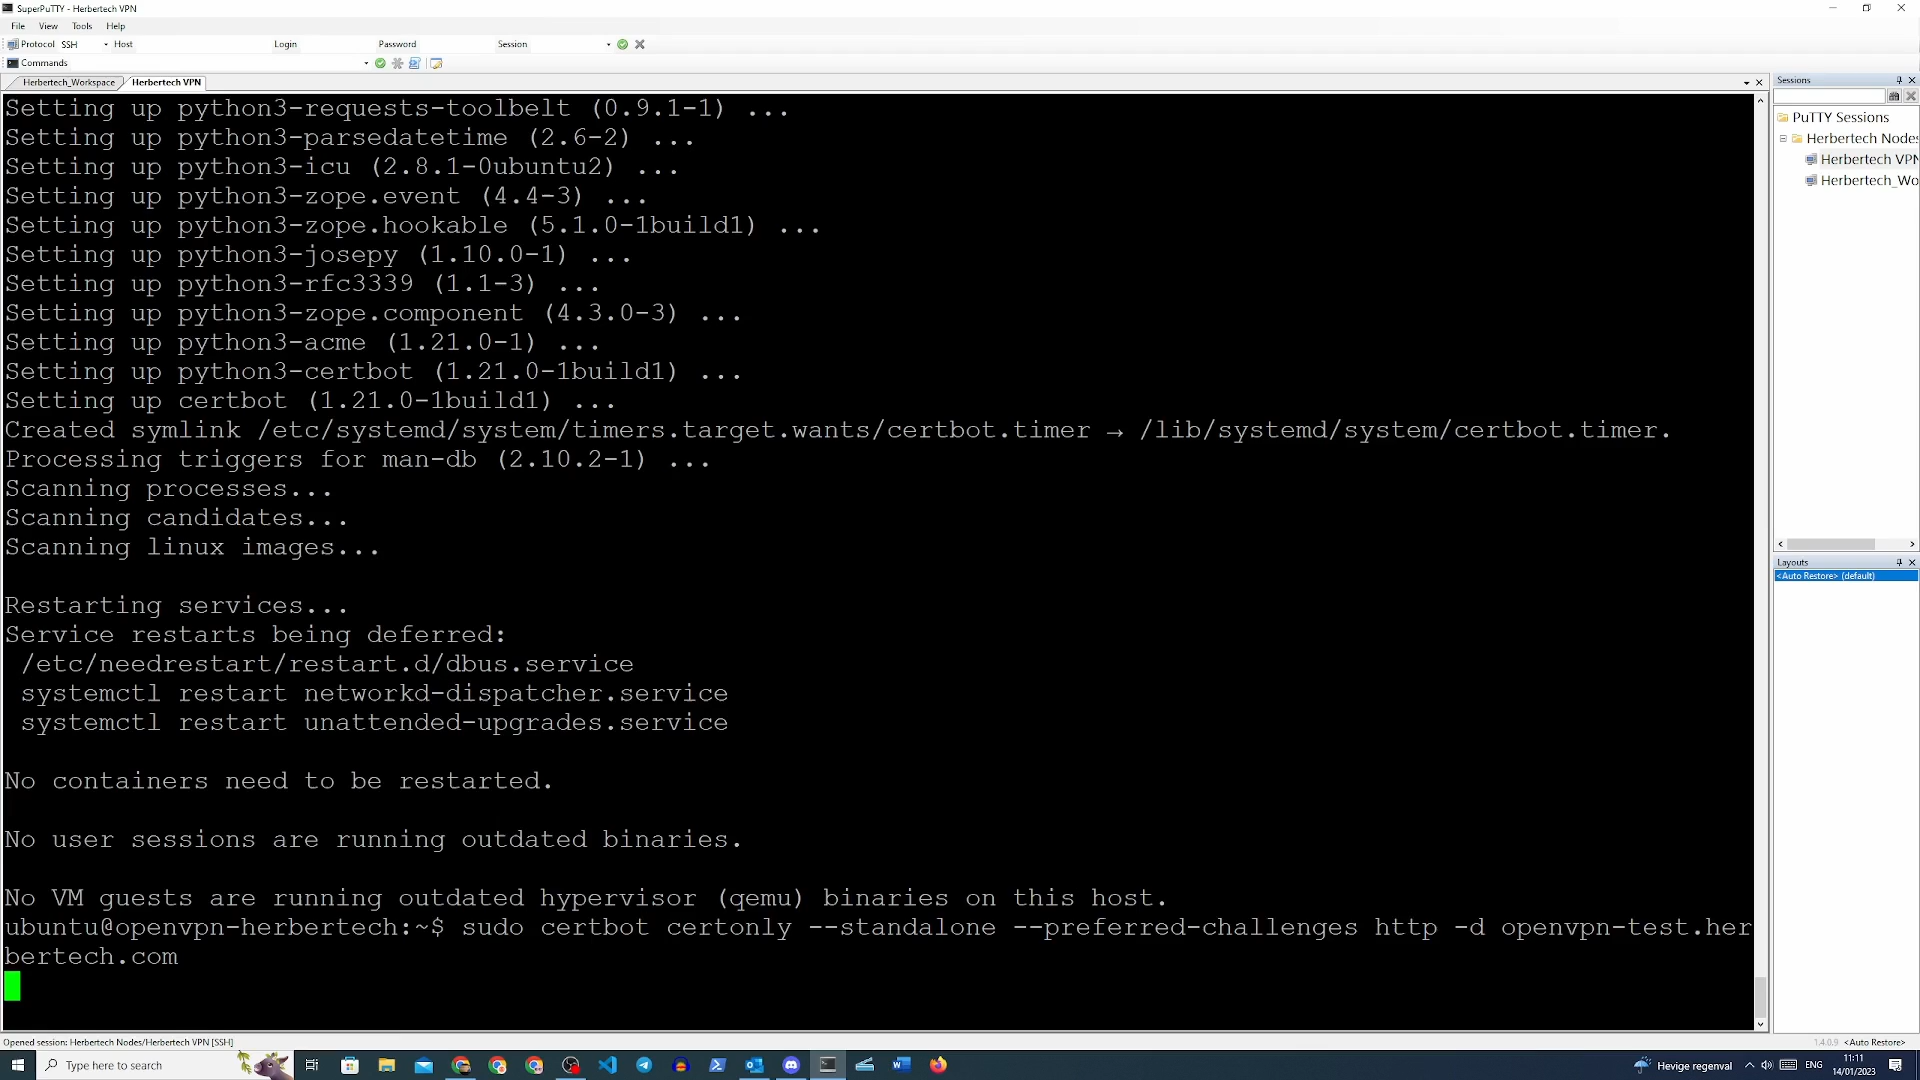 SuperPuTTY - Herbertech VPN
File View Tools Help
Protocol SSH Host Login Password Session
Commands
Herbertech_Workspace Herbertech VPN
Setting up python3-requests-toolbelt (0.9.1-1) ...
Setting up python3-parsedatetime (2.6-2) ...
Setting up python3-icu (2.8.1-0ubuntu2) ...
Setting up python3-zope.event (4.4-3) ...
Setting up python3-zope.hookable (5.1.0-1build1) ...
Setting up python3-josepy (1.10.0-1) ...
Setting up python3-rfc3339 (1.1-3) ...
Setting up python3-zope.component (4.3.0-3) ...
Setting up python3-acme (1.21.0-1) ...
Setting up python3-certbot (1.21.0-1build1) ...
Setting up certbot (1.21.0-1build1) ...
Created symlink /etc/systemd/system/timers.target.wants/certbot.timer → /lib/systemd/system/certbot.timer.
Processing triggers for man-db (2.10.2-1) ...
Scanning processes...
Scanning candidates...
Scanning linux images...
Restarting services...
Service restarts being deferred:
/etc/needrestart/restart.d/dbus.service
systemctl restart networkd-dispatcher.service
systemctl restart unattended-upgrades.service
No containers need to be restarted.
No user sessions are running outdated binaries.
No VM guests are running outdated hypervisor (qemu) binaries on this host.
ubuntu@openvpn-herbertech:~$ sudo certbot certonly --standalone --preferred-challenges http -d openvpn-test.her
bertech.com
Sessions
PuTTY Sessions
Herbertech Nodes
Herbertech VPN
Herbertech_Wo
Layouts
<Auto Restore> (default)
Opened session: Herbertech Nodes/Herbertech VPN [SSH]
1.4.0.9 <Auto Restore>
Type here to search
Hevige regenval
ENG
11:11
14/01/2023